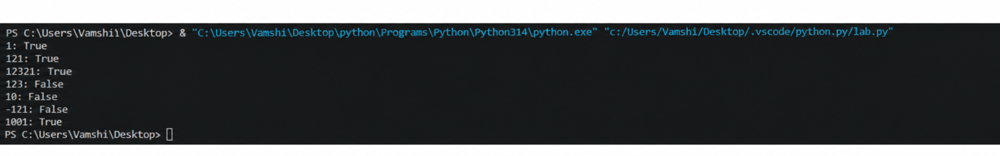 PS C:\Users\Vamshii\Desktop> & "C:\Users\Vamshi\Desktop\python\Programs\Python\Python314\python.exe" "c:/Users/Vamshi/Desktop/.vscode/python.py/lab.py"
1: True
121: True
12321: True
123: False
10: False
-121: False
1001: True
PS C:\Users\Vamshi\Desktop>